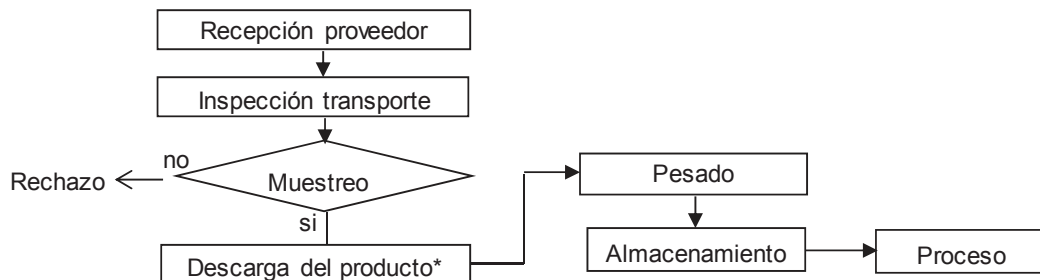 Recepción proveedor
Inspección transporte
no
Rechazo
Muestreo
si
Descarga del producto*
Pesado
Almacenamiento
Proceso